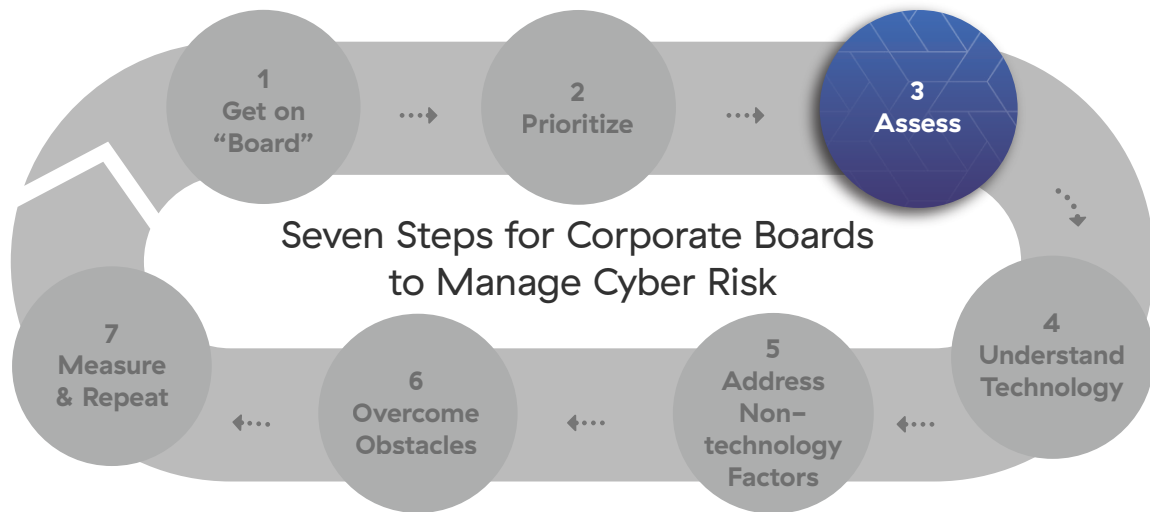 1
Get on
“Board”
2
Prioritize
3
Assess
Seven Steps for Corporate Boards
to Manage Cyber Risk
4
Understand
Technology
5
Address
Non–
technology
Factors
6
Overcome
Obstacles
7
Measure
& Repeat